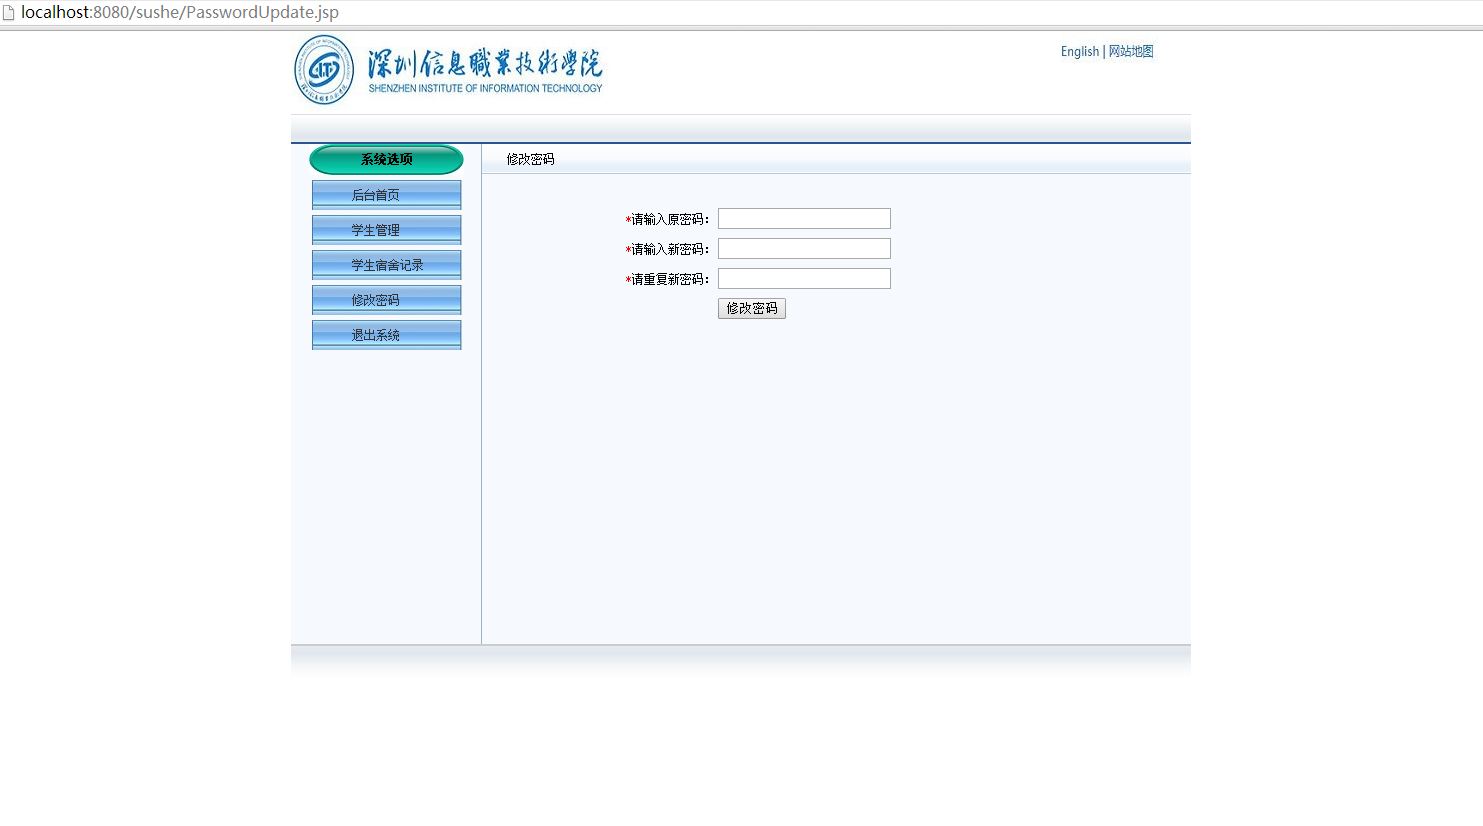 localhost:8080/sushe/PasswordUpdate.jsp
深圳信息職業技術學院
SHENZHEN INSTITUTE OF INFORMATION TECHNOLOGY
English | 网站地图
系统选项
后台首页
学生管理
学生宿舍记录
修改密码
退出系统
修改密码
*请输入原密码：
*请输入新密码：
*请重复新密码：
修改密码